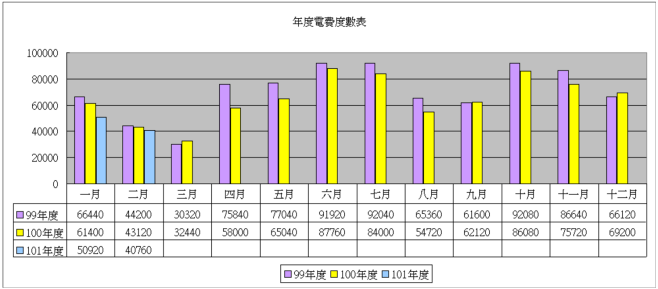 年度電費度數表
100000
80000
60000
40000
20000
0
一月 二月 三月 四月 五月 六月 七月 八月 九月 十月 十一月 十二月
99年度 66440 44200 30320 75840 77040 91920 92040 65360 61600 92080 86640 66120
100年度 61400 43120 32440 58000 65040 87760 84000 54720 62120 86080 75720 69200
101年度 50920 40760
99年度 100年度 101年度